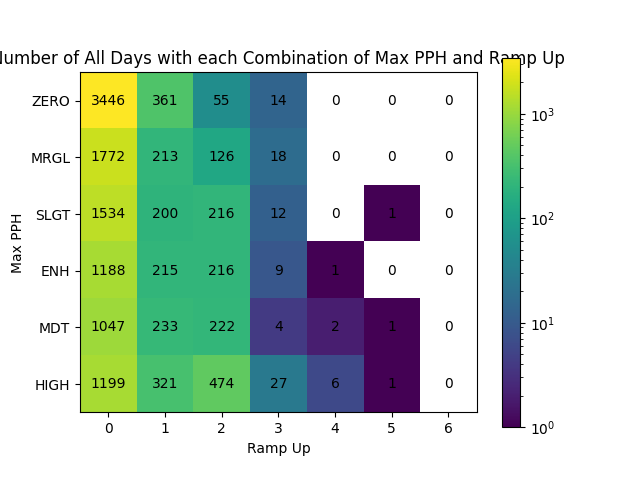 Number of All Days with each Combination of Max PPH and Ramp Up
ZERO 3446 361 55 14 0 0 0
MRGL 1772 213 126 18 0 0 0
SLGT 1534 200 216 12 0 1 0
ENH 1188 215 216 9 1 0 0
MDT 1047 233 222 4 2 1 0
HIGH 1199 321 474 27 6 1 0
0 1 2 3 4 5 6
Ramp Up
Max PPH
10³
10²
10¹
10⁰